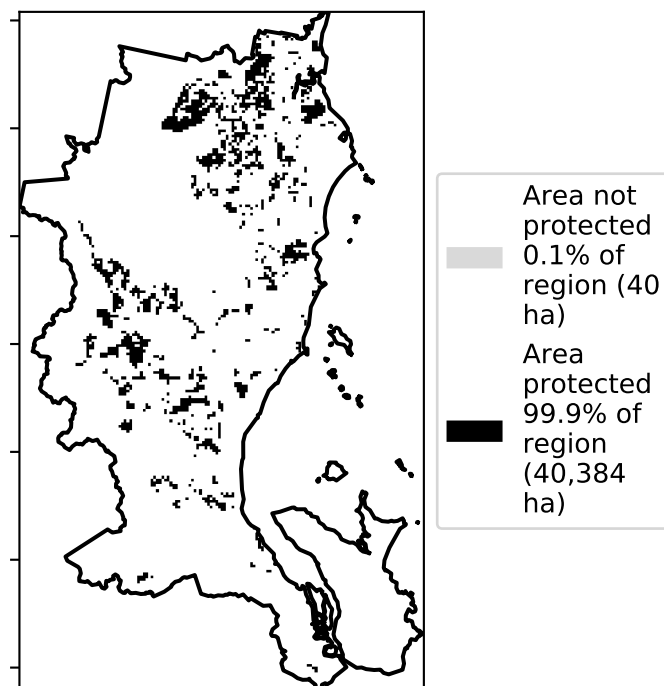 Area not
protected
0.1% of
region (40
ha)
Area
protected
99.9% of
region
(40,384
ha)